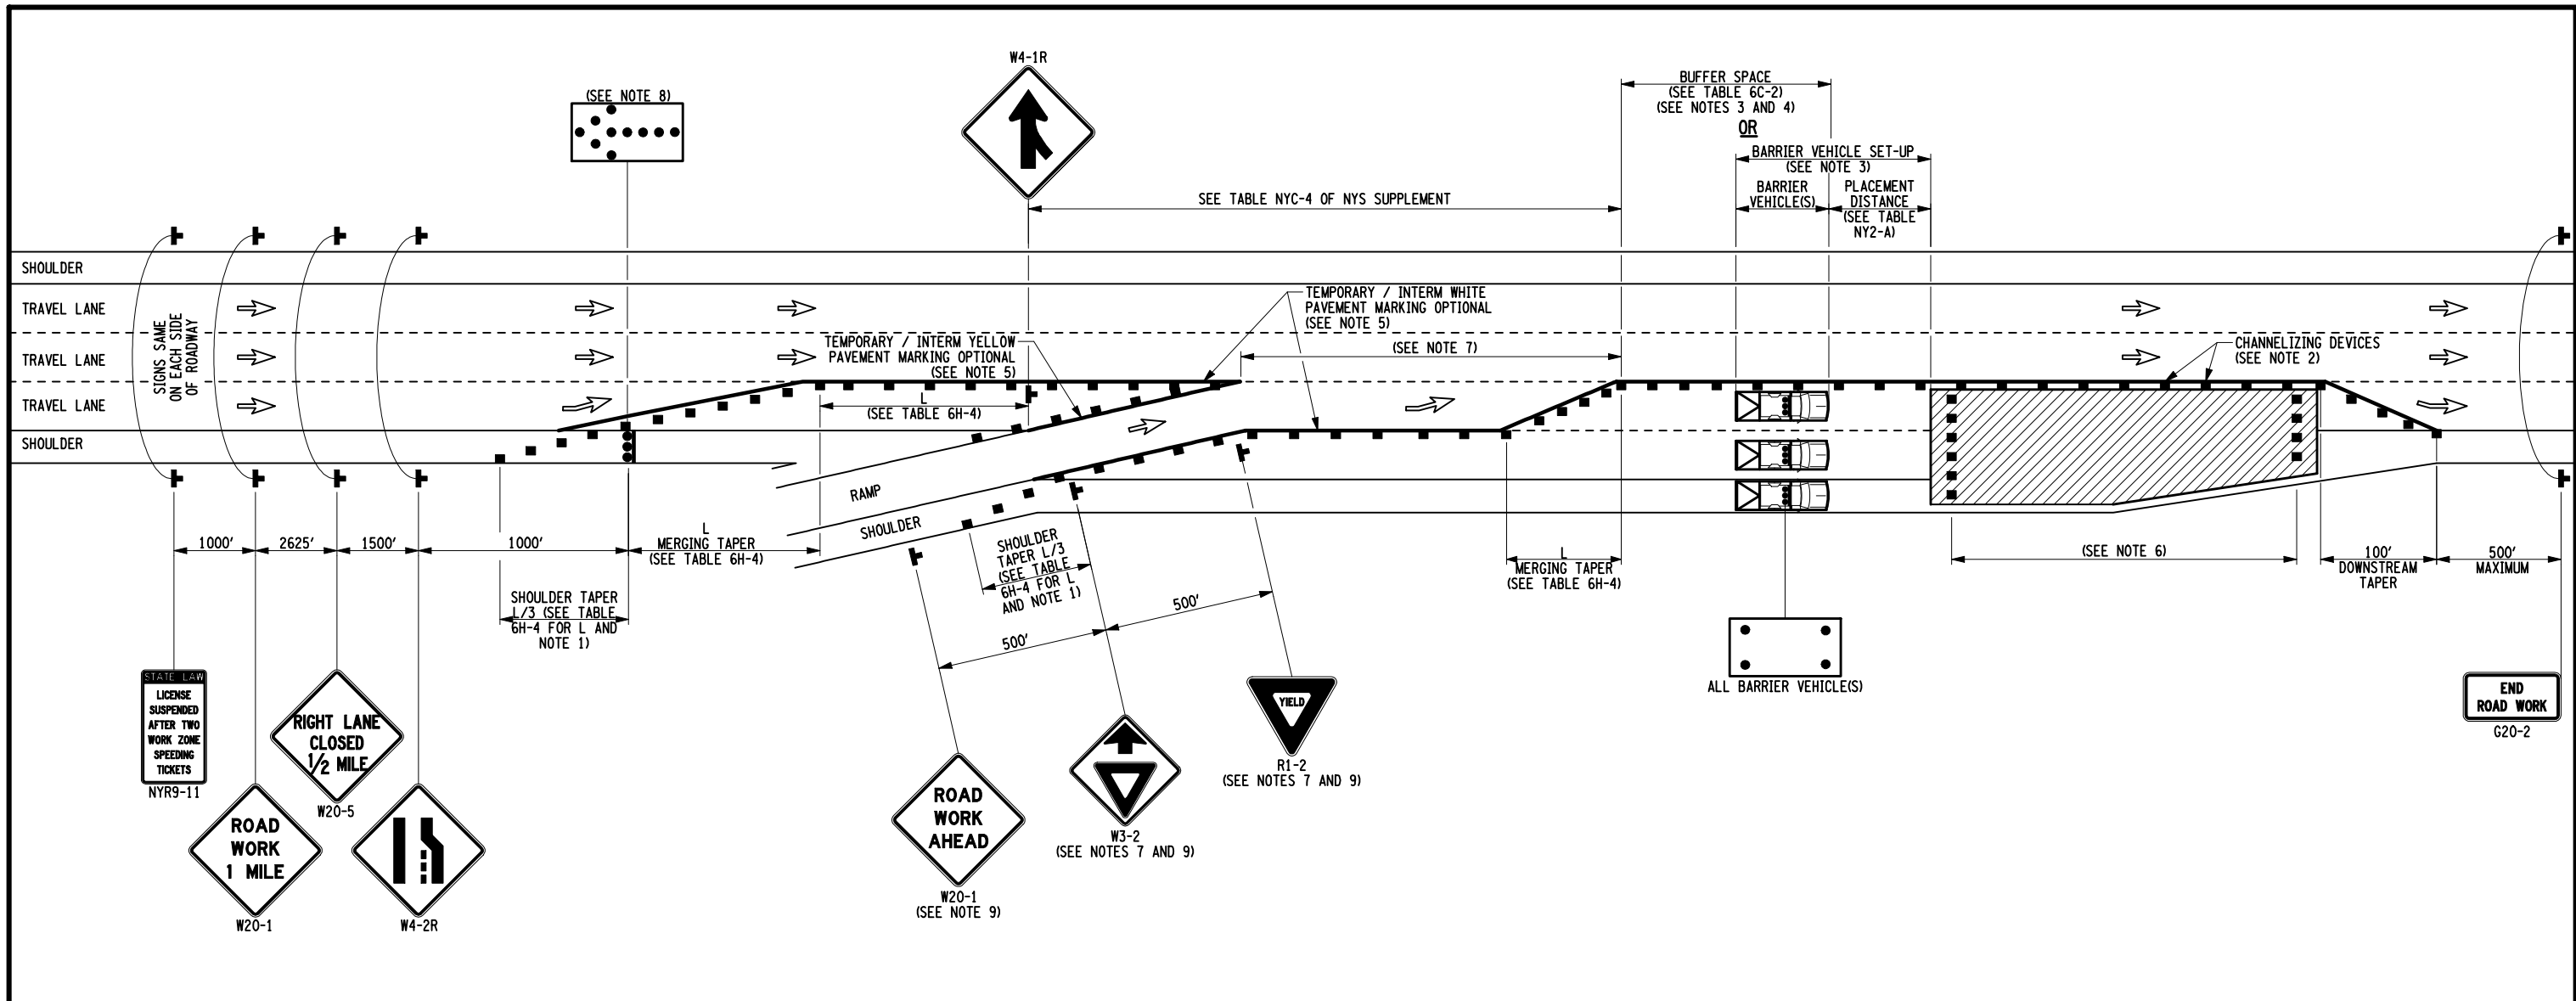 W4-1R
(SEE NOTE 8)
BUFFER SPACE
(SEE TABLE 6C-2)
(SEE NOTES 3 AND 4)
OR
BARRIER VEHICLE SET-UP
(SEE NOTE 3)
BARRIER
VEHICLE(S)
PLACEMENT
DISTANCE
(SEE TABLE
NY2-A)
SEE TABLE NYC-4 OF NYS SUPPLEMENT
SHOULDER
TRAVEL LANE
TRAVEL LANE
TRAVEL LANE
SHOULDER
SIGNS SAME
ON EACH SIDE
OF ROADWAY
TEMPORARY / INTERM WHITE
PAVEMENT MARKING OPTIONAL
(SEE NOTE 5)
TEMPORARY / INTERM YELLOW
PAVEMENT MARKING OPTIONAL
(SEE NOTE 5)
(SEE NOTE 7)
CHANNELIZING DEVICES
(SEE NOTE 2)
L
(SEE TABLE 6H-4)
RAMP
SHOULDER
1000'
2625'
1500'
1000'
L
MERGING TAPER
(SEE TABLE 6H-4)
SHOULDER
TAPER L/3
(SEE TABLE
6H-4 FOR L
AND NOTE 1)
L
MERGING TAPER
(SEE TABLE 6H-4)
(SEE NOTE 6)
100'
DOWNSTREAM
TAPER
500'
MAXIMUM
SHOULDER TAPER
L/3 (SEE TABLE
6H-4 FOR L AND
NOTE 1)
500'
500'
STATE LAW
LICENSE
SUSPENDED
AFTER TWO
WORK ZONE
SPEEDING
TICKETS
NYR9-11
RIGHT LANE
CLOSED
1/2 MILE
W20-5
ROAD
WORK
1 MILE
W20-1
W4-2R
ROAD
WORK
AHEAD
W20-1
(SEE NOTE 9)
W3-2
(SEE NOTES 7 AND 9)
YIELD
R1-2
(SEE NOTES 7 AND 9)
ALL BARRIER VEHICLE(S)
END
ROAD WORK
G20-2